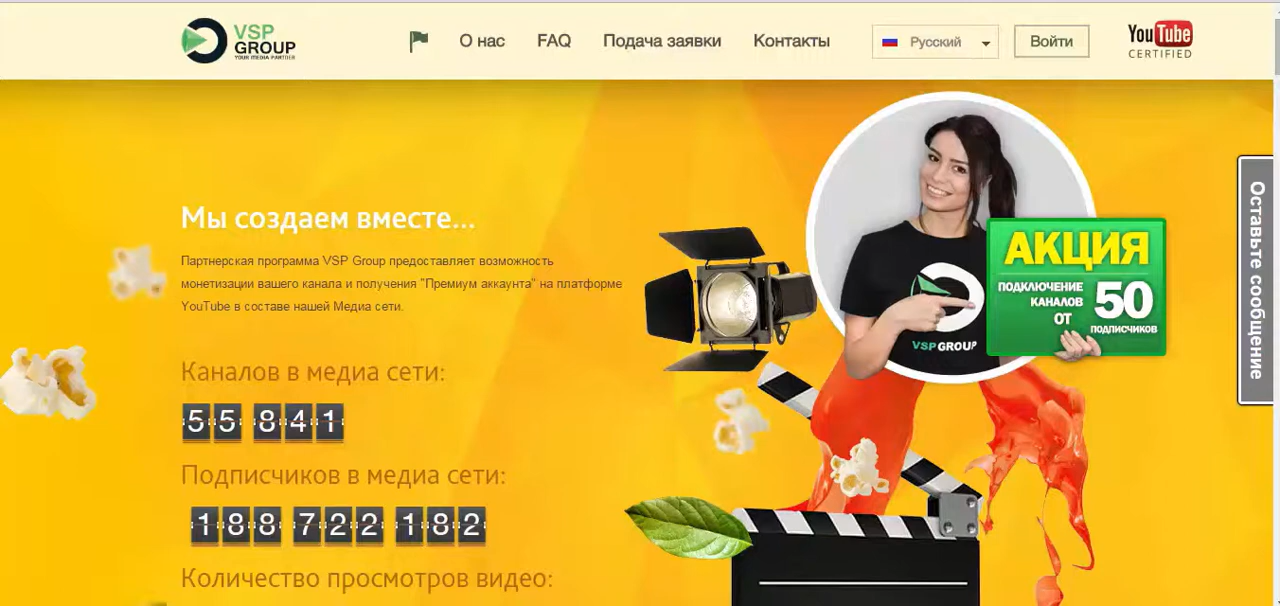 VSP
GROUP
YOUR MEDIA PARTNER
О нас
FAQ
Подача заявки
Контакты
Русский
Войти
YouTube
CERTIFIED
Мы создаем вместе...
Партнерская программа VSP Group предоставляет возможность
монетизации вашего канала и получения "Премиум аккаунта" на платформе
YouTube в составе нашей Медиа сети.
Каналов в медиа сети:
55 841
Подписчиков в медиа сети:
188 722 182
Количество просмотров видео:
АКЦИЯ
ПОДКЛЮЧЕНИЕ
КАНАЛОВ
ОТ 50
ПОДПИСЧИКОВ
VSP GROUP
Оставьте сообщение